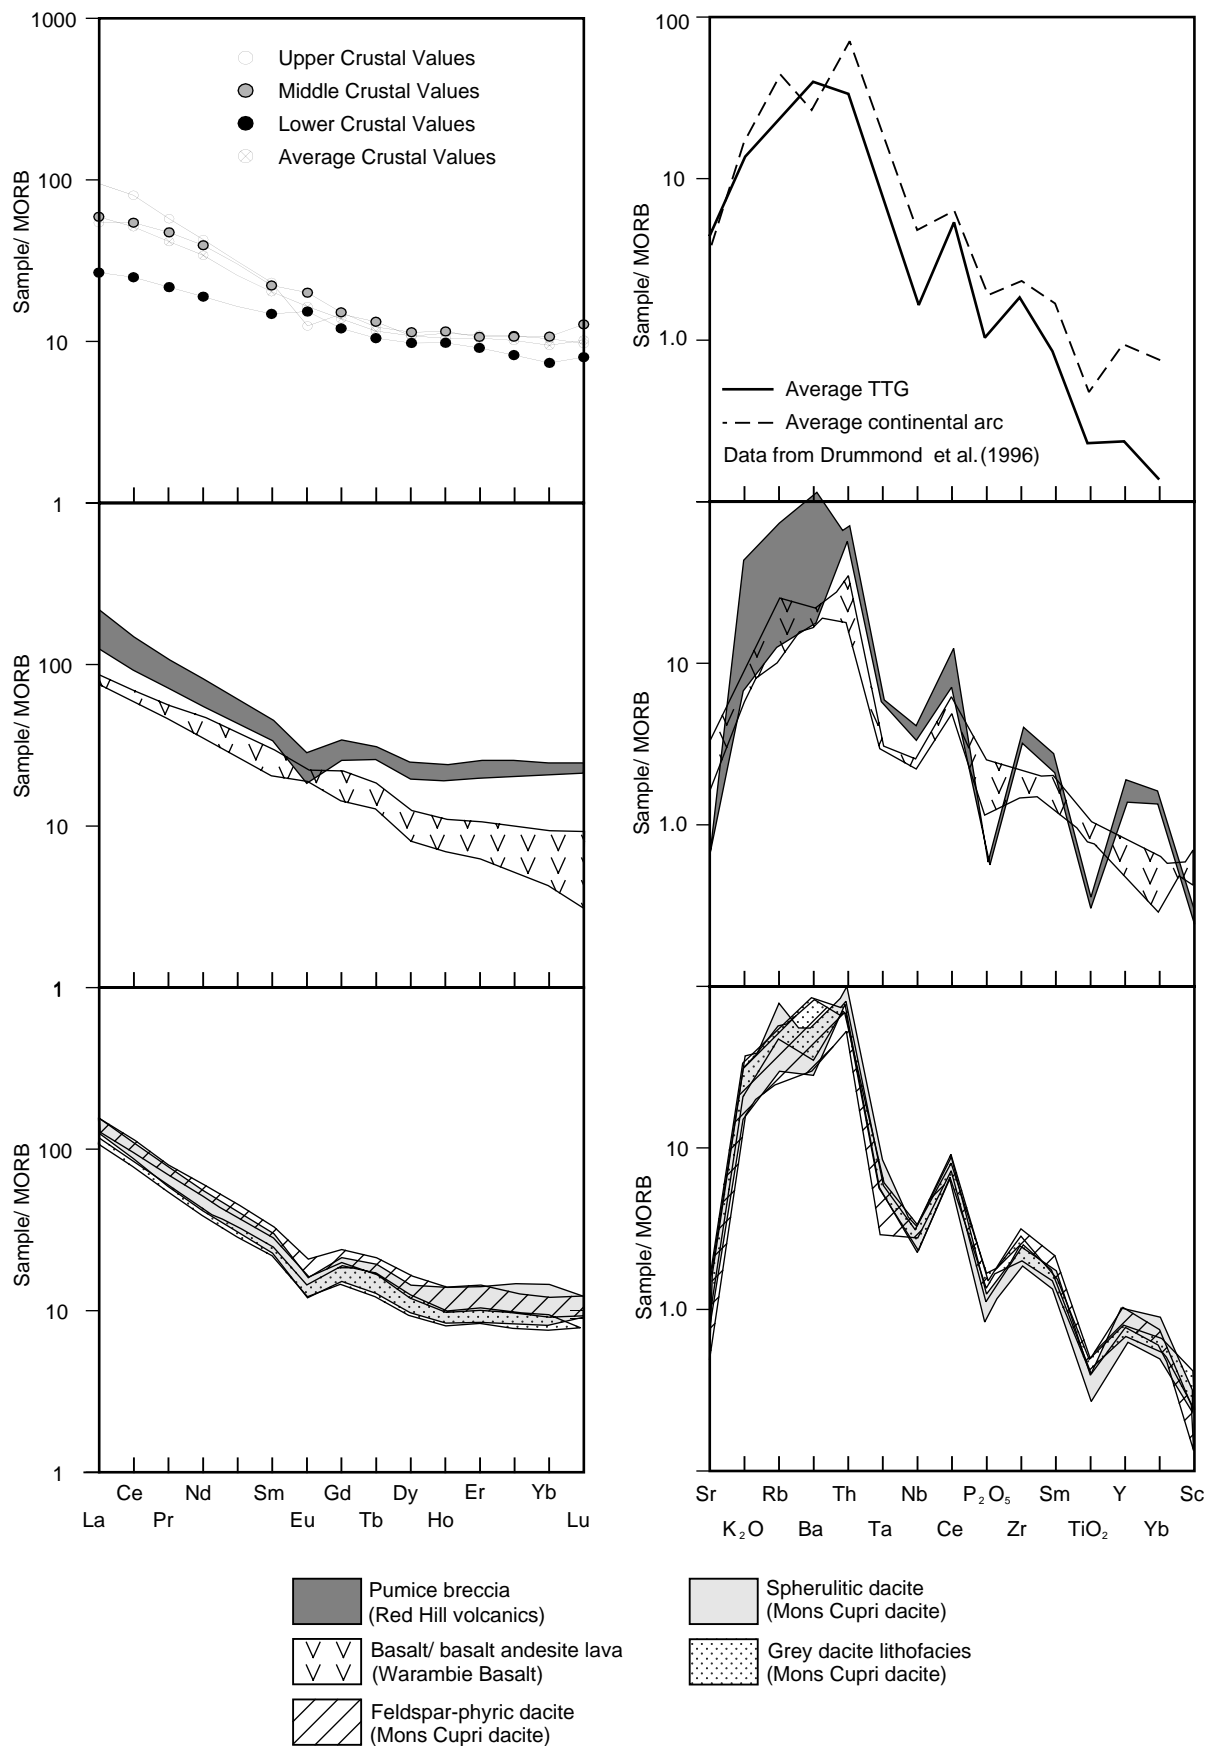 1000
100
10
1
Sample/ MORB
Upper Crustal Values
Middle Crustal Values
Lower Crustal Values
Average Crustal Values
100
10
1.0
Sample/ MORB
Average TTG
Average continental arc
Data from Drummond et al.(1996)
100
10
1
Sample/ MORB
10
1.0
Sample/ MORB
100
10
1
Sample/ MORB
10
1.0
Sample/ MORB
Ce Nd Sm Gd Dy Er Yb
La Pr Eu Tb Ho Lu
Sr Rb Th Nb P₂O₅ Sm Y Sc
K₂O Ba Ta Ce Zr TiO₂ Yb
Pumice breccia
(Red Hill volcanics)
Basalt/ basalt andesite lava
(Warambie Basalt)
Feldspar-phyric dacite
(Mons Cupri dacite)
Spherulitic dacite
(Mons Cupri dacite)
Grey dacite lithofacies
(Mons Cupri dacite)